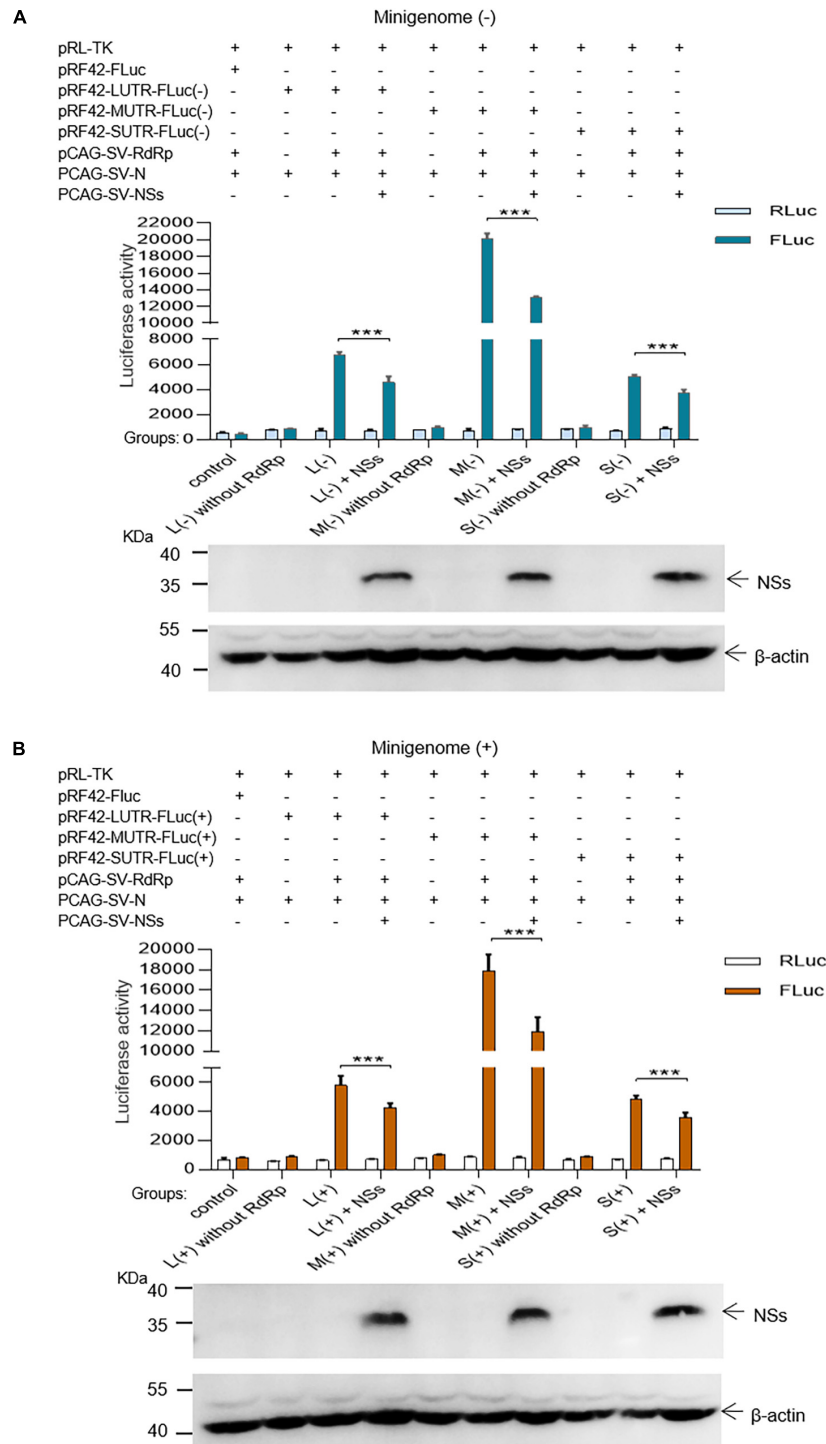 A
Minigenome (-)
pRL-TK + + + + + + + + + +
pRF42-FLuc + - - - - - - - - -
pRF42-LUTR-FLuc(-) - + + + - - - - - -
pRF42-MUTR-FLuc(-) - - - - + + + - - -
pRF42-SUTR-FLuc(-) - - - - - - - + + +
pCAG-SV-RdRp + - + + - + + - + +
PCAG-SV-N + + + + + + + + + +
PCAG-SV-NSs - - - + - - + - - +
RLuc
FLuc
Luciferase activity
22000
20000
18000
16000
14000
12000
10000
8000
6000
4000
2000
0
*** *** ***
Groups:
control
L(-) without RdRp
L(-)
L(-) + NSs
M(-) without RdRp
M(-)
M(-) + NSs
S(-) without RdRp
S(-)
S(-) + NSs
KDa
40
35
NSs
55
40
β-actin
B
Minigenome (+)
pRL-TK + + + + + + + + + +
pRF42-Fluc + - - - - - - - - -
pRF42-LUTR-FLuc(+) - + + + - - - - - -
pRF42-MUTR-FLuc(+) - - - - + + + - - -
pRF42-SUTR-FLuc(+) - - - - - - - + + +
pCAG-SV-RdRp + - + + - + + - + +
PCAG-SV-N + + + + + + + + + +
PCAG-SV-NSs - - - + - - + - - +
RLuc
FLuc
Luciferase activity
20000
18000
16000
14000
12000
10000
6000
4000
2000
0
*** *** ***
Groups:
control
L(+) without RdRp
L(+)
L(+) + NSs
M(+) without RdRp
M(+)
M(+) + NSs
S(+) without RdRp
S(+)
S(+) + NSs
KDa
40
35
NSs
55
40
β-actin